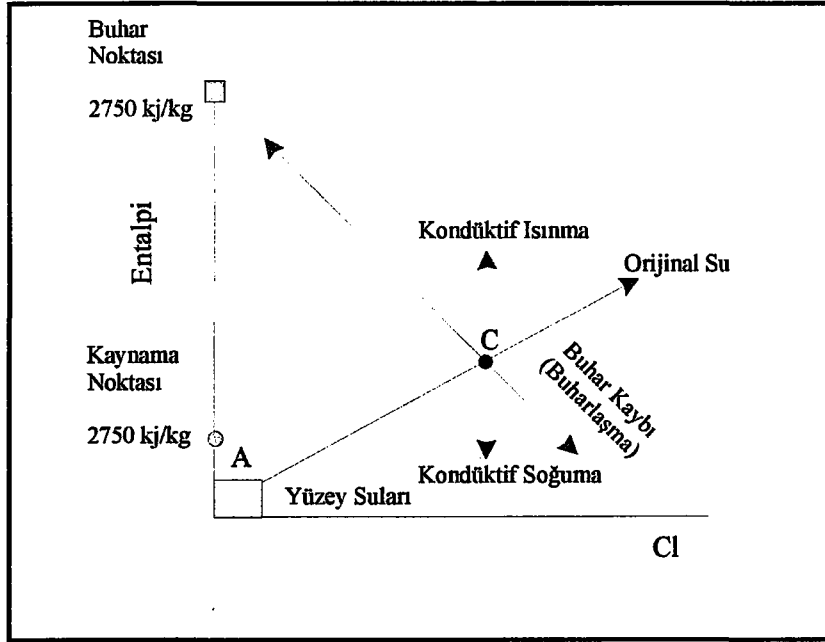 Buhar
Noktası
2750 kj/kg
Entalpi
Kondüktif Isınma
Orijinal Su
C
Kaynama
Noktası
Buhar Kaybı
(Buharlaşma)
2750 kj/kg
A
Kondüktif Soğuma
Yüzey Suları
Cl